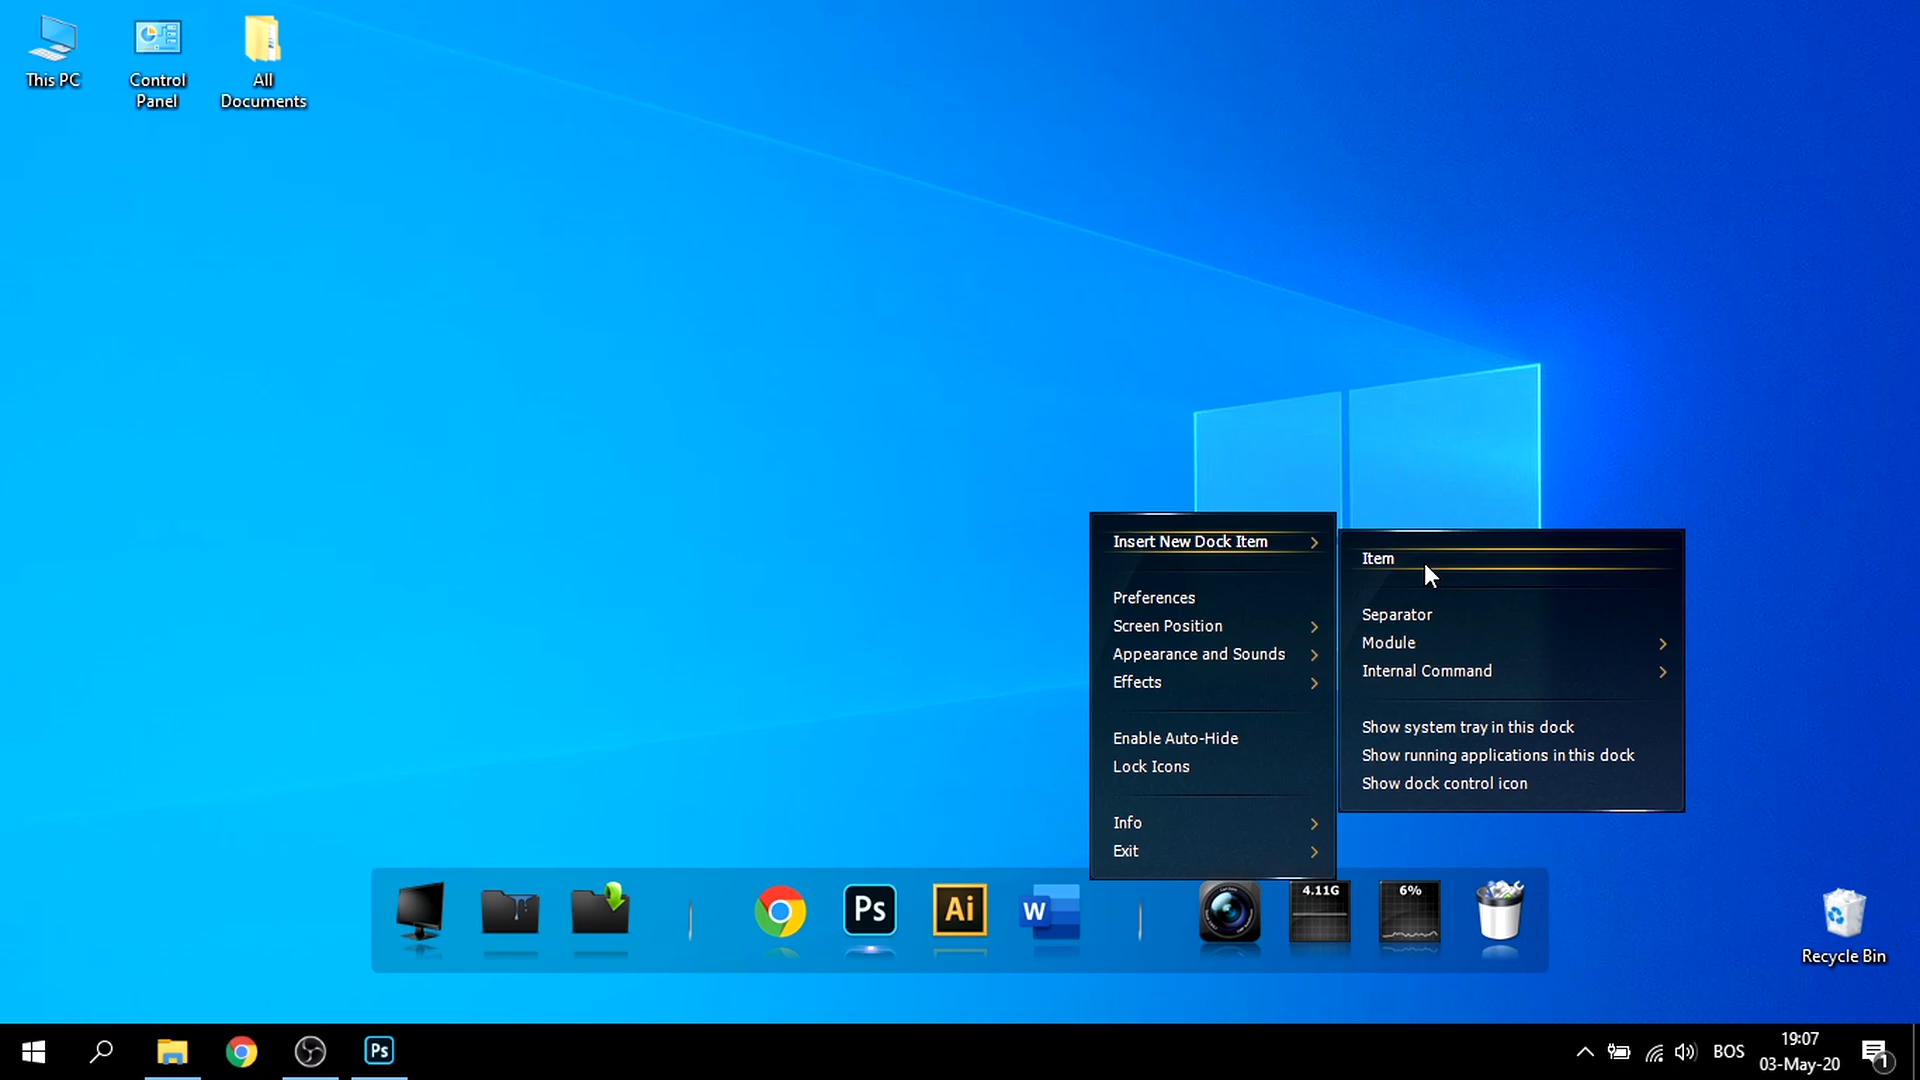 This PC
Control
Panel
All
Documents
Insert New Dock Item
Preferences
Screen Position
Appearance and Sounds
Effects
Enable Auto-Hide
Lock Icons
Info
Exit
Item
Separator
Module
Internal Command
Show system tray in this dock
Show running applications in this dock
Show dock control icon
Ps
Ai
W
4.11G
6%
Recycle Bin
Ps
BOS
19:07
03-May-20
1